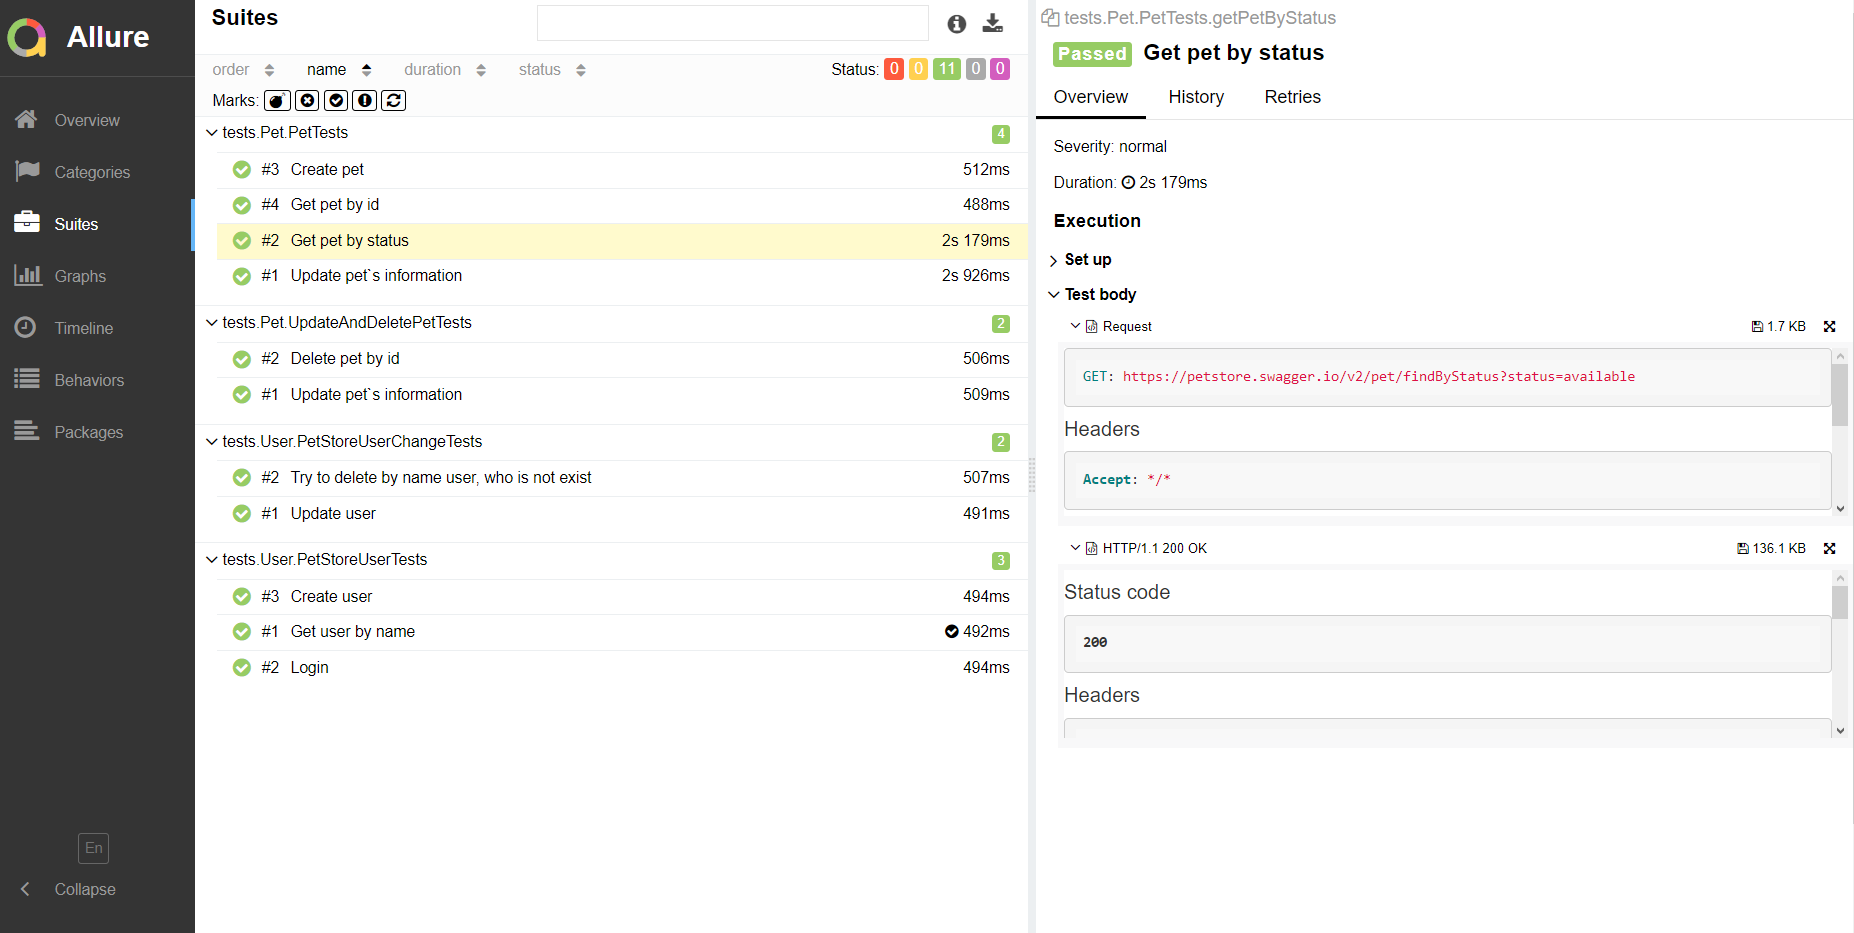 Allure
Overview
Categories
Suites
Graphs
Timeline
Behaviors
Packages
En
Collapse
Suites
order name duration status Status: 0 0 11 0 0
Marks:
tests.Pet.PetTests 4
#3 Create pet 512ms
#4 Get pet by id 488ms
#2 Get pet by status 2s 179ms
#1 Update pet`s information 2s 926ms
tests.Pet.UpdateAndDeletePetTests 2
#2 Delete pet by id 506ms
#1 Update pet`s information 509ms
tests.User.PetStoreUserChangeTests 2
#2 Try to delete by name user, who is not exist 507ms
#1 Update user 491ms
tests.User.PetStoreUserTests 3
#3 Create user 494ms
#1 Get user by name 492ms
#2 Login 494ms
tests.Pet.PetTests.getPetByStatus
Passed Get pet by status
Overview History Retries
Severity: normal
Duration: 2s 179ms
Execution
Set up
Test body
Request 1.7 KB
GET: https://petstore.swagger.io/v2/pet/findByStatus?status=available
Headers
Accept: */*
HTTP/1.1 200 OK 136.1 KB
Status code
200
Headers